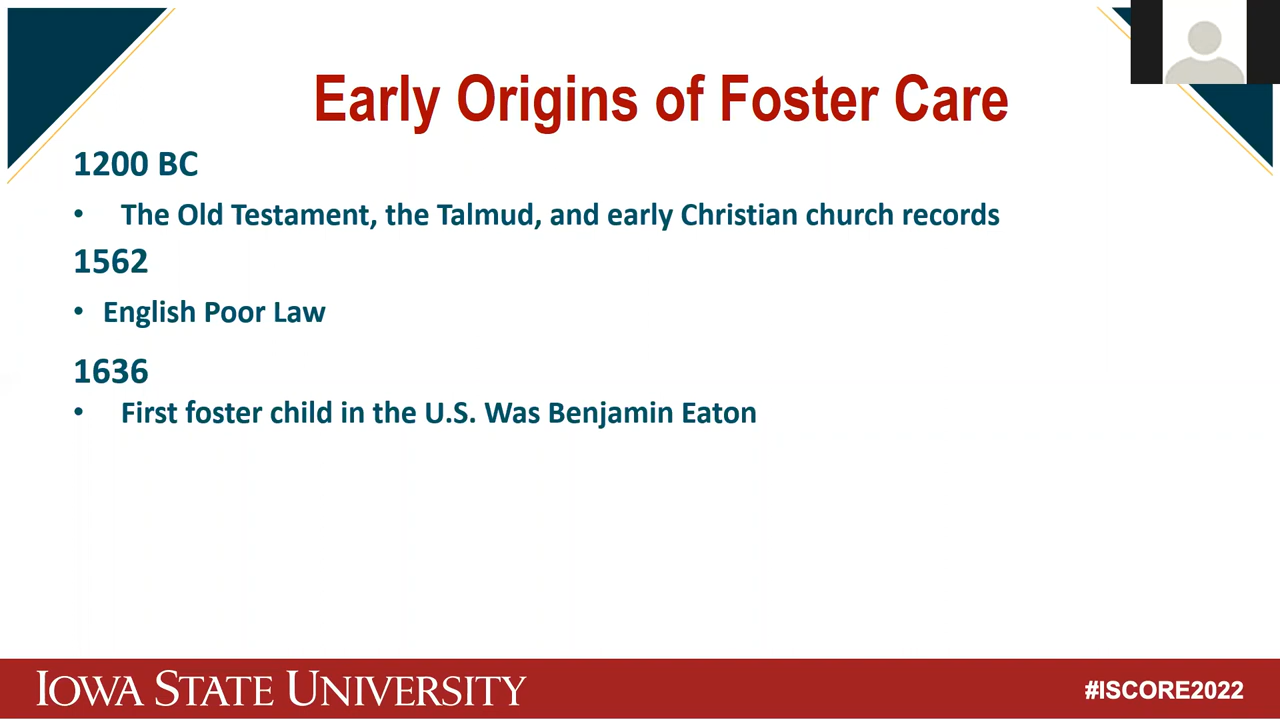 Early Origins of Foster Care
1200 BC
• The Old Testament, the Talmud, and early Christian church records
1562
• English Poor Law
1636
• First foster child in the U.S. Was Benjamin Eaton
IOWA STATE UNIVERSITY
#ISCORE2022